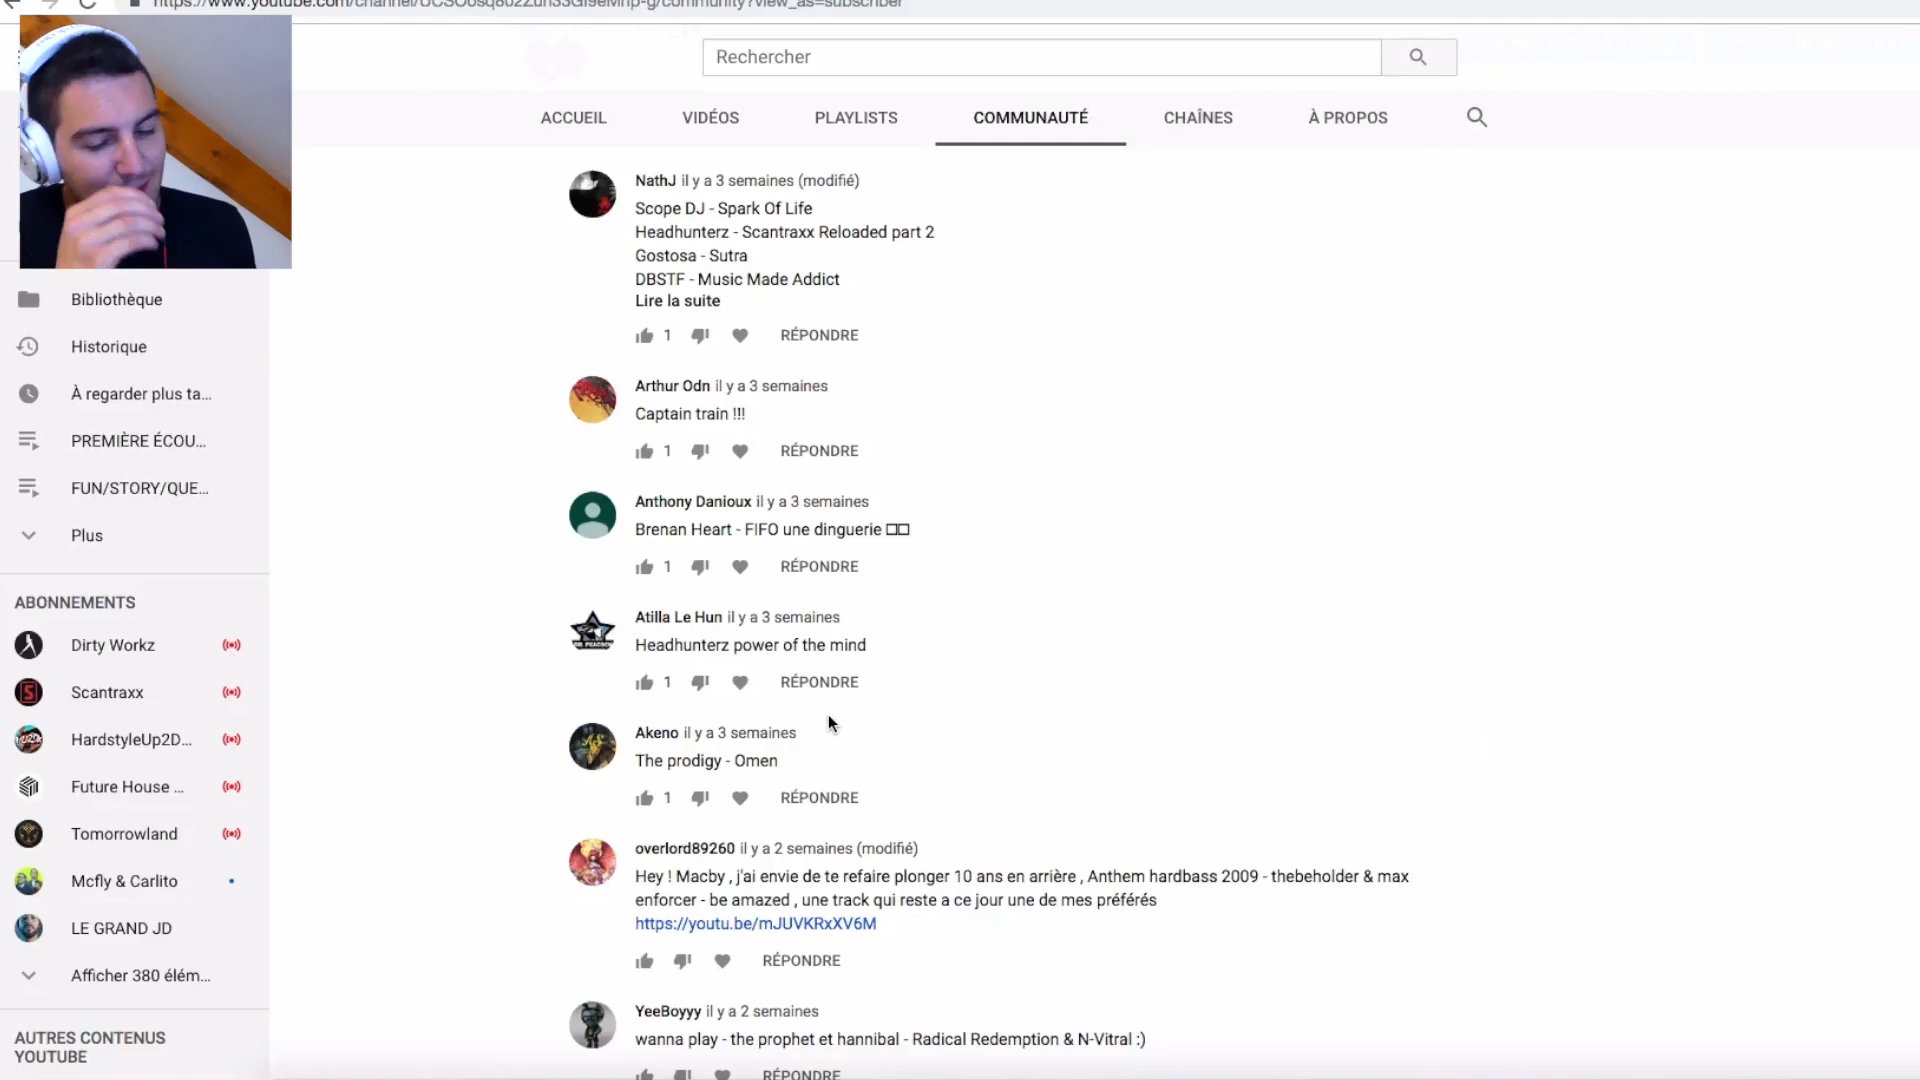 Rechercher
ACCUEIL
VIDÉOS
PLAYLISTS
COMMUNAUTÉ
CHAÎNES
À PROPOS
Bibliothèque
Historique
À regarder plus ta...
PREMIÈRE ÉCOU...
FUN/STORY/QUE...
Plus
ABONNEMENTS
Dirty Workz
Scantraxx
HardstyleUp2D...
Future House ...
Tomorrowland
Mcfly & Carlito
LE GRAND JD
Afficher 380 élém...
AUTRES CONTENUS
YOUTUBE
NathJ il y a 3 semaines (modifié)
Scope DJ - Spark Of Life
Headhunterz - Scantraxx Reloaded part 2
Gostosa - Sutra
DBSTF - Music Made Addict
Lire la suite
1 RÉPONDRE
Arthur Odn il y a 3 semaines
Captain train !!!
1 RÉPONDRE
Anthony Danioux il y a 3 semaines
Brenan Heart - FIFO une dinguerie
1 RÉPONDRE
Atilla Le Hun il y a 3 semaines
Headhunterz power of the mind
1 RÉPONDRE
Akeno il y a 3 semaines
The prodigy - Omen
1 RÉPONDRE
overlord89260 il y a 2 semaines (modifié)
Hey ! Macby , j'ai envie de te refaire plonger 10 ans en arrière , Anthem hardbass 2009 - thebeholder & max
enforcer - be amazed , une track qui reste a ce jour une de mes préférés
https://youtu.be/mJUVKRxXV6M
RÉPONDRE
YeeBoyyy il y a 2 semaines
wanna play - the prophet et hannibal - Radical Redemption & N-Vitral :)
RÉPONDRE